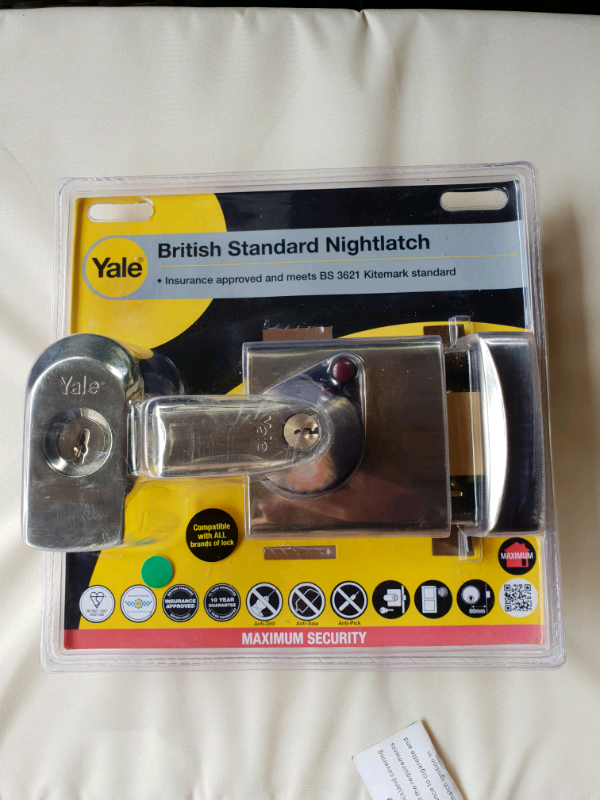 Yale
British Standard Nightlatch
• Insurance approved and meets BS 3621 Kitemark standard
Yale
Yale
Compatible
with ALL
brands of lock
MAXIMUM
INSURANCE
APPROVED
10 YEAR
GUARANTEE
Anti-Drill
Anti-Saw
Anti-Pick
60mm
MAXIMUM SECURITY